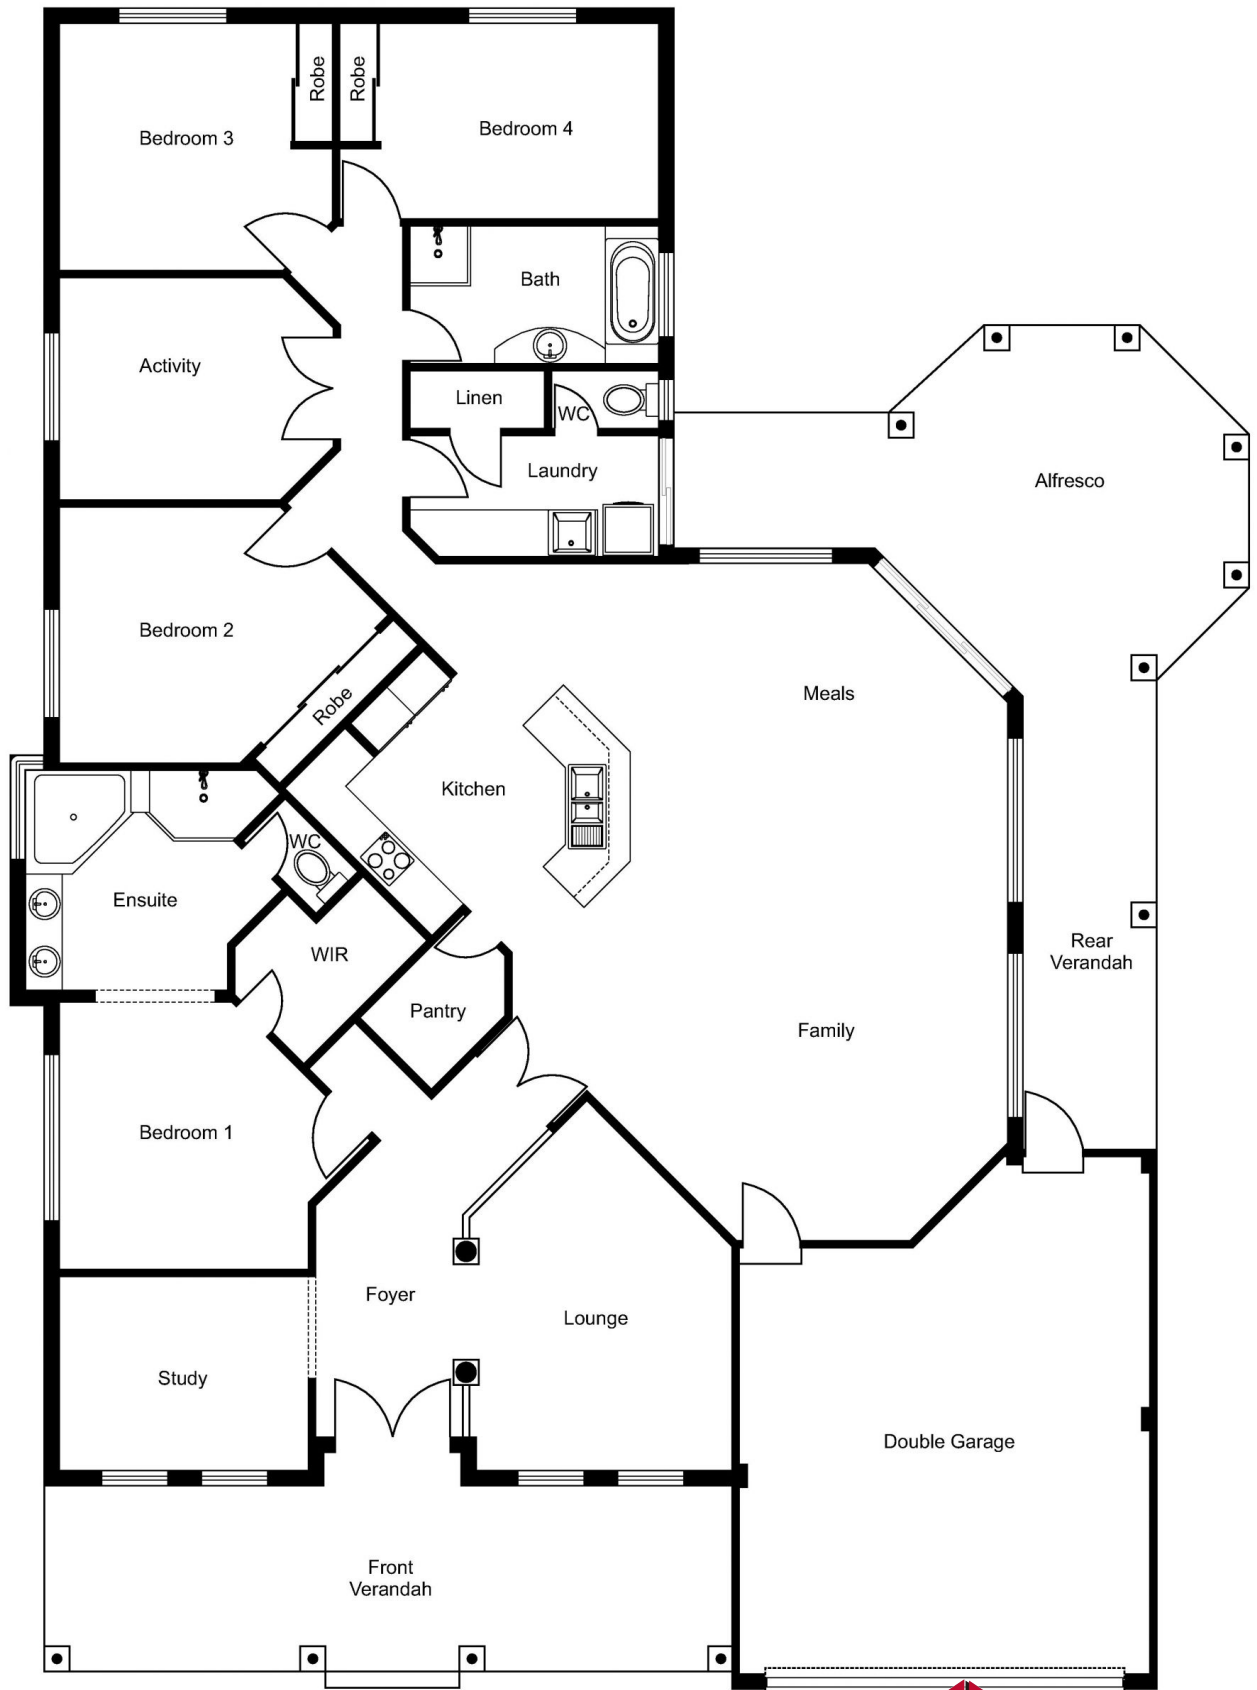 Robe
Robe
Bedroom 3
Bedroom 4
Bath
Activity
Linen
WC
Laundry
Alfresco
Bedroom 2
Robe
Meals
Kitchen
WC
Ensuite
WIR
Rear
Verandah
Pantry
Family
Bedroom 1
Foyer
Lounge
Study
Double Garage
Front
Verandah